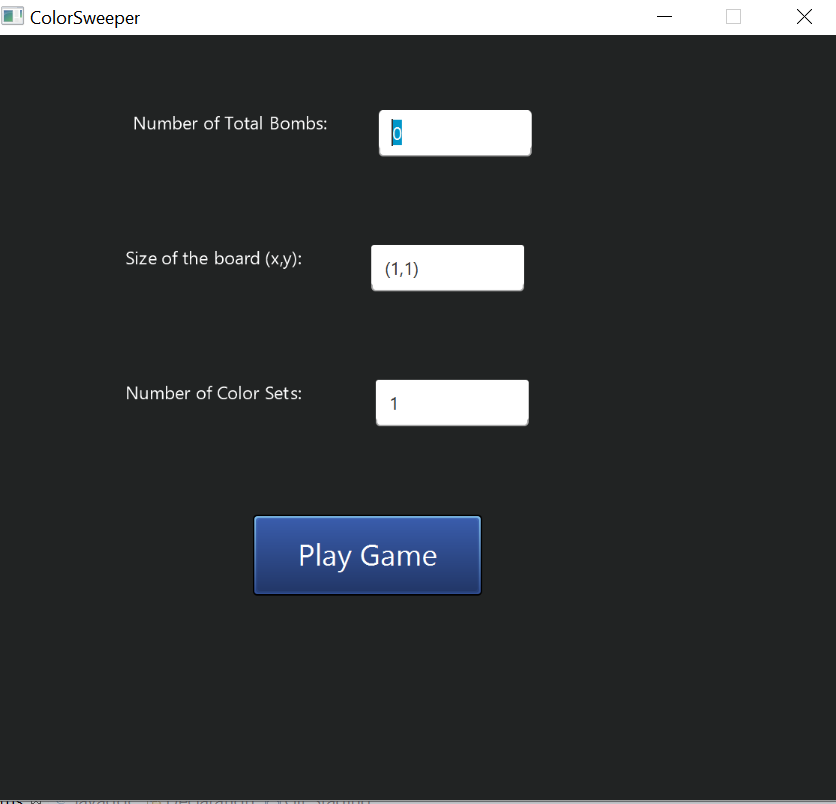 ColorSweeper
Number of Total Bombs: 0
Size of the board (x,y): (1,1)
Number of Color Sets: 1
Play Game